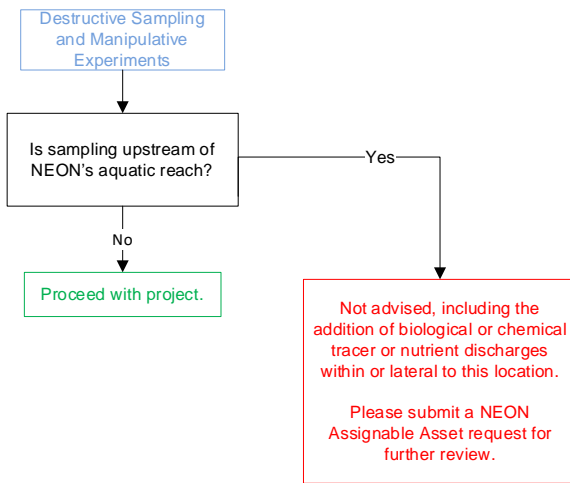 Destructive Sampling
and Manipulative
Experiments
Is sampling upstream of
NEON's aquatic reach?
Yes
No
Proceed with project.
Not advised, including the
addition of biological or chemical
tracer or nutrient discharges
within or lateral to this location.
Please submit a NEON
Assignable Asset request for
further review.